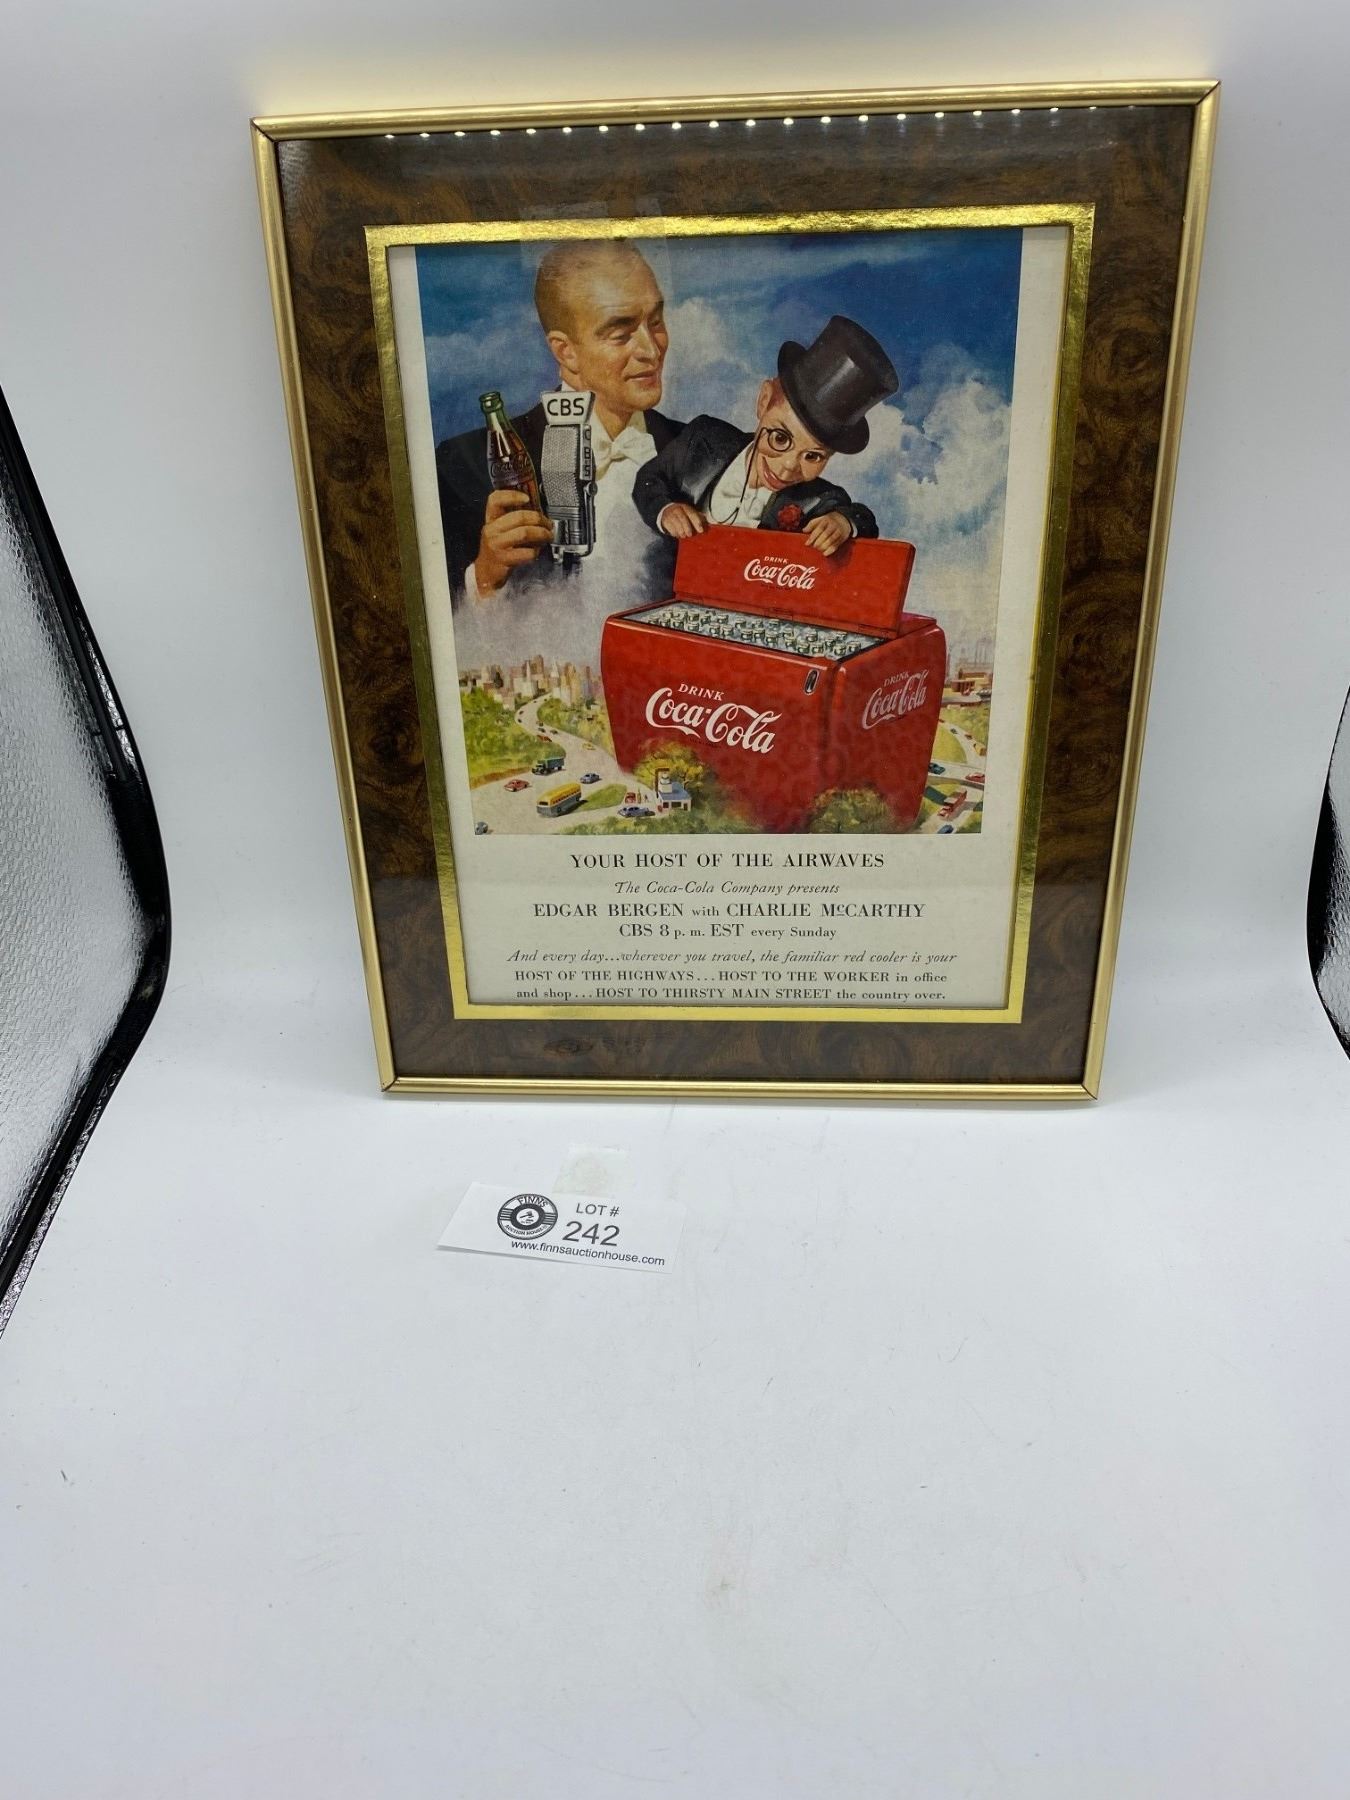 CBS
CBS
DRINK
Coca-Cola
DRINK
Coca-Cola
DRINK
Coca-Cola
YOUR HOST OF THE AIRWAVES
The Coca-Cola Company presents
EDGAR BERGEN with CHARLIE McCARTHY
CBS 8 p. m. EST every Sunday
And every day...wherever you travel, the familiar red cooler is your
HOST OF THE HIGHWAYS...HOST TO THE WORKER in office
and shop...HOST TO THIRSTY MAIN STREET the country over.
FINNS
AUCTION HOUSE
LOT #
242
www.finnsauctionhouse.com